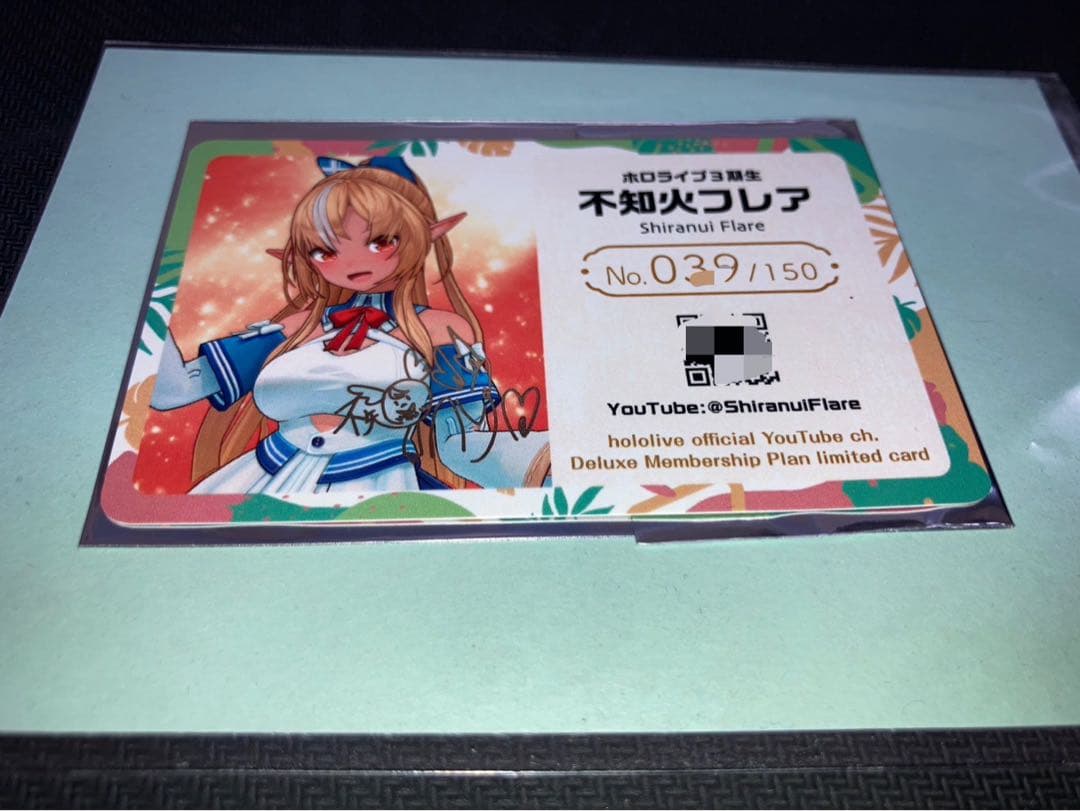 ホロライブ3期生
不知火フレア
Shiranui Flare
No.039/150
YouTube:@ShiranuiFlare
hololive official YouTube ch.
Deluxe Membership Plan limited card